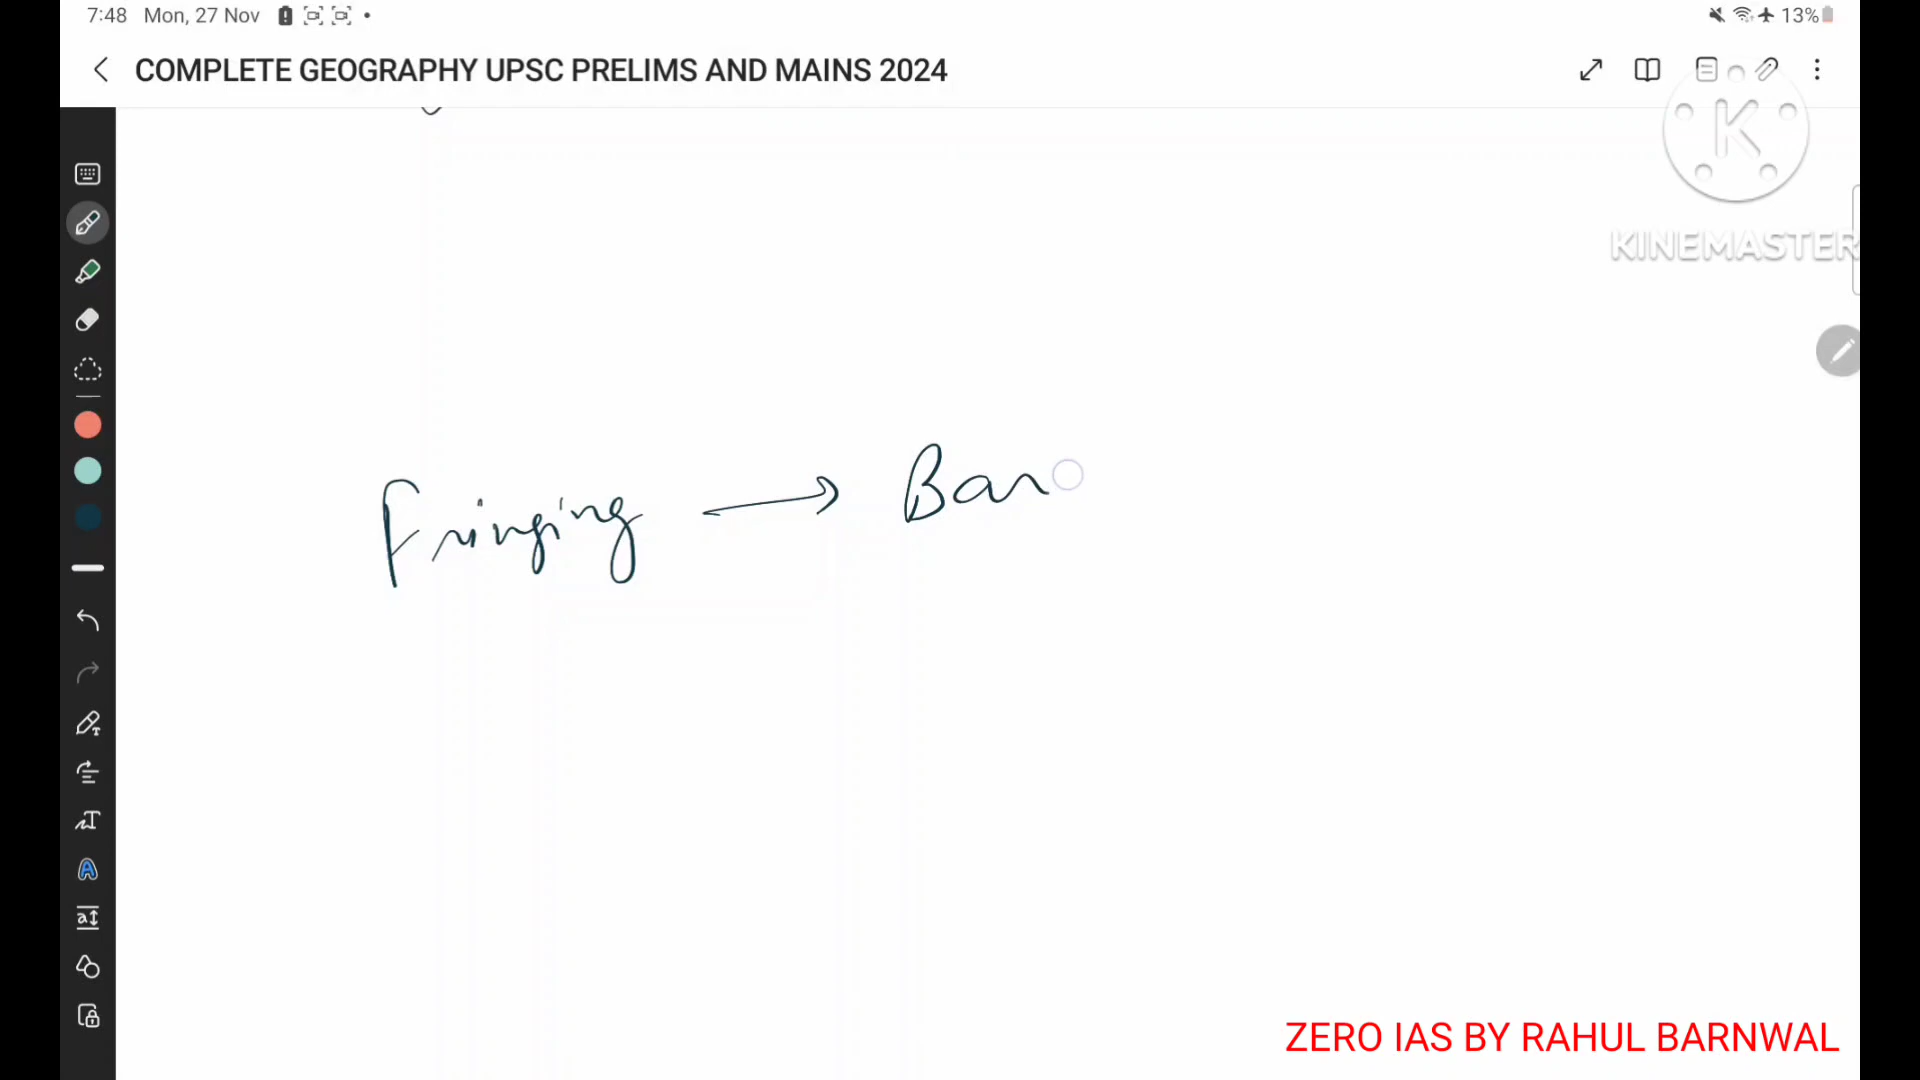 7:48 Mon, 27 Nov 13%
COMPLETE GEOGRAPHY UPSC PRELIMS AND MAINS 2024
K
KINEMASTER
Fringing → Barr
ZERO IAS BY RAHUL BARNWAL